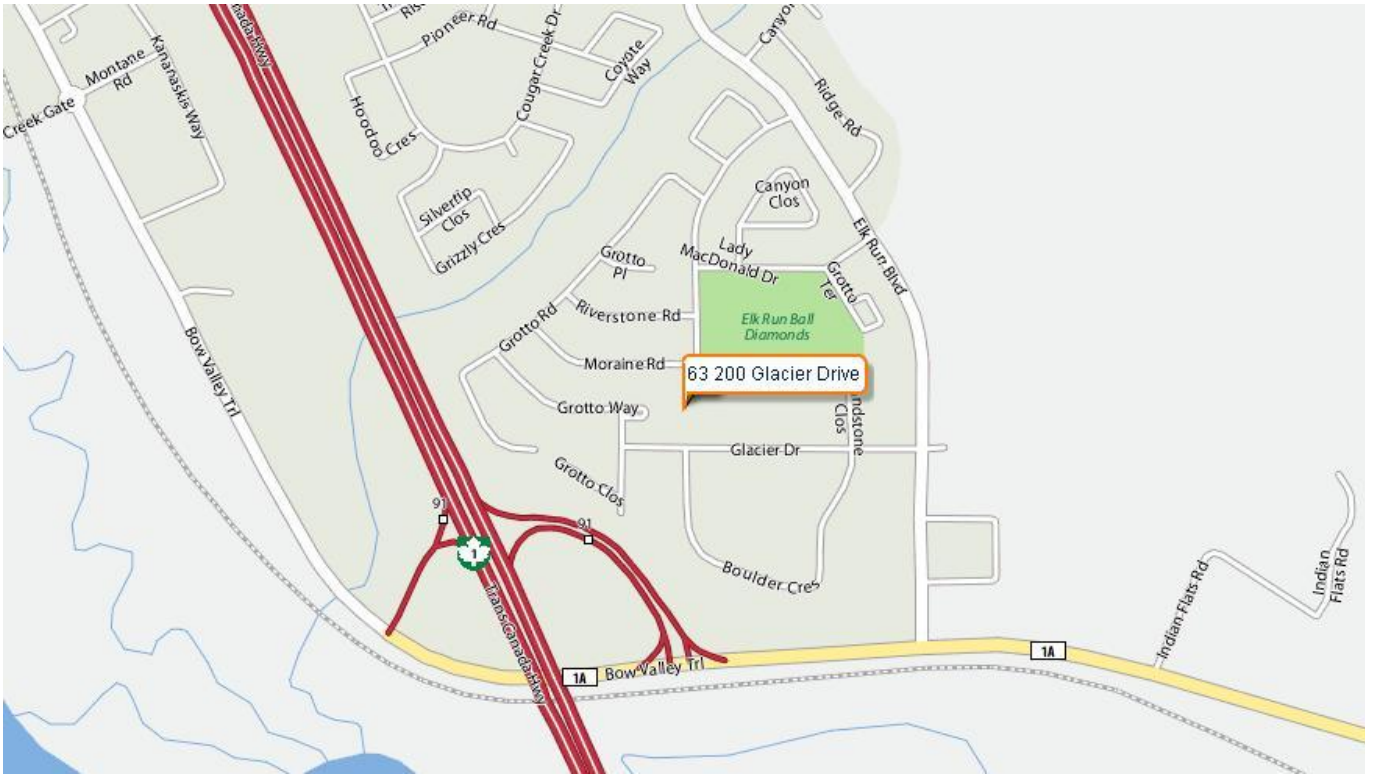 nada Hwy
Pioneer Rd
Coyote
Way
Cougar Creek Dr
Canyo
Ridge Rd
Montane
Rd
Kananaskis Way
Creek Gate
Hoodoo
Cres
Silvertip
Clos
Grizzly Cres
Canyon
Clos
Elk Run Blvd
Lady
MacDonald Dr
Grotto
Pl
Grotto
Ter
Riverstone Rd
Elk Run Ball
Diamonds
Grotto Rd
Moraine Rd
63 200 Glacier Drive
Bow Valley Trl
Grotto Way
ndstone
Clos
Glacier Dr
Grotto Clos
91
91
1
Boulder Cres
Trans Canada Hwy
Indian Flats Rd
Indian
Flats Rd
1A
Bow Valley Trl
1A